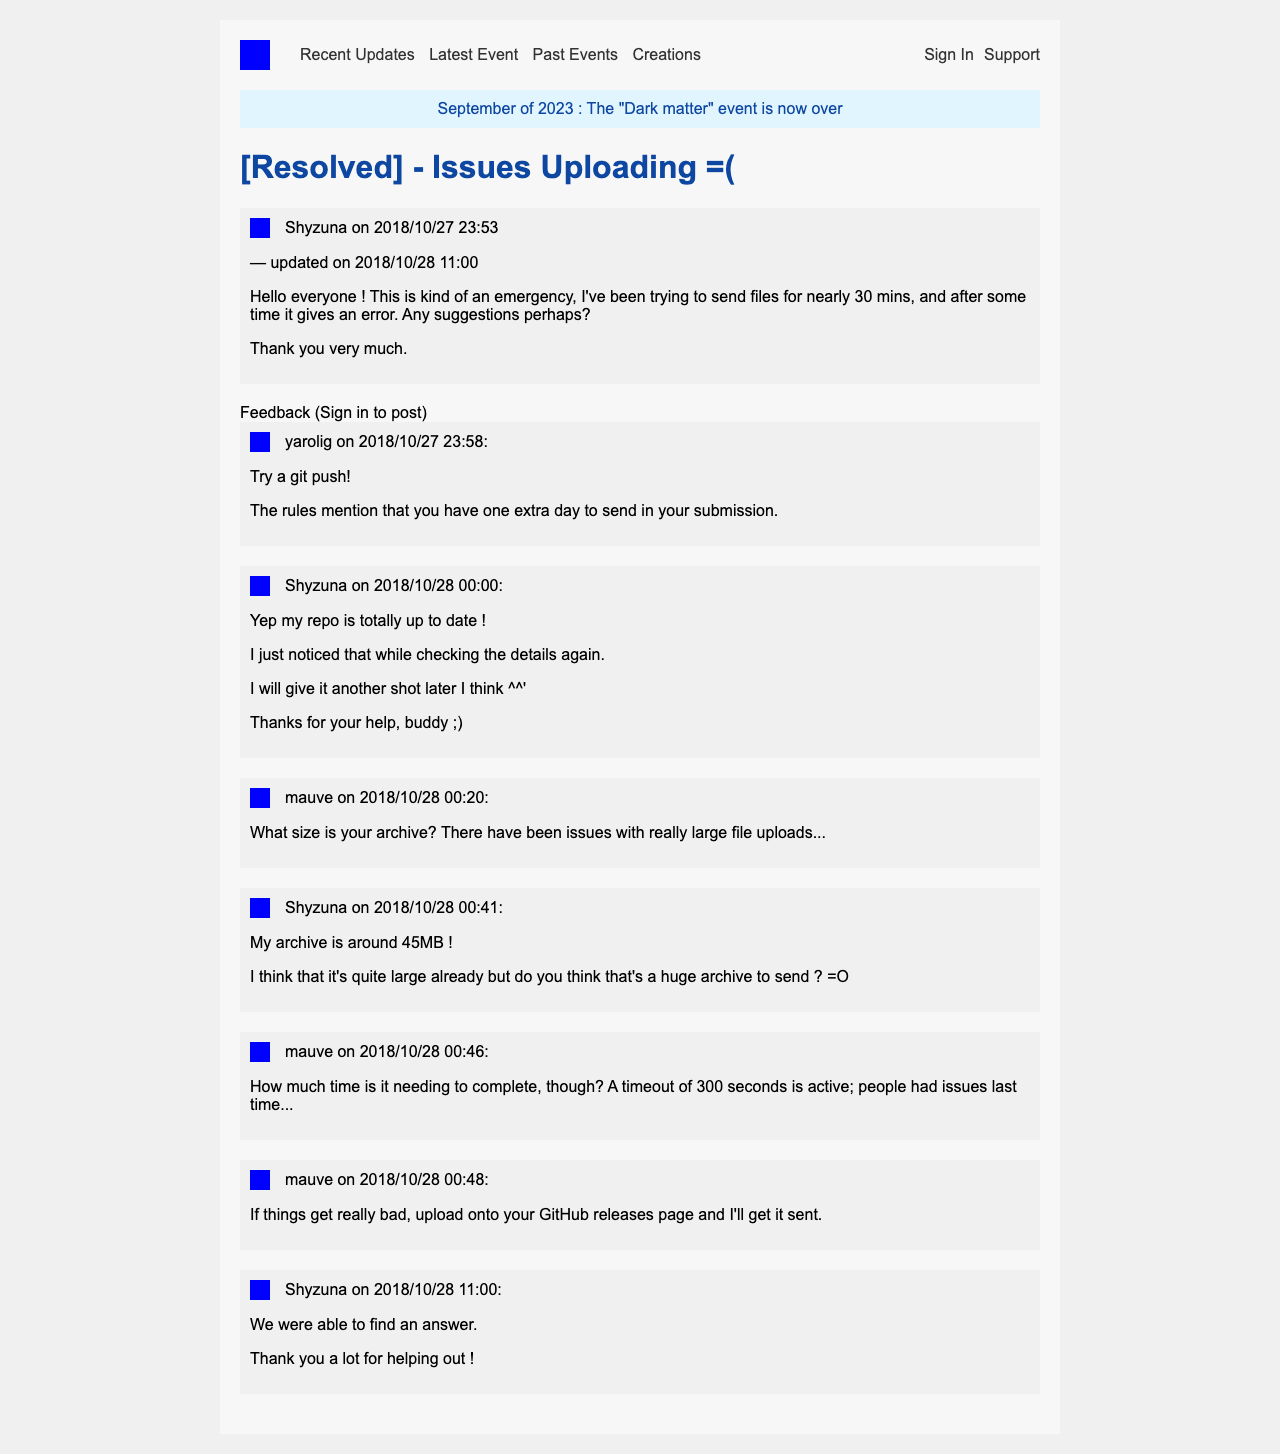 Recent Updates Latest Event Past Events Creations Sign In Support
September of 2023 : The "Dark matter" event is now over
[Resolved] - Issues Uploading =(
Shyzuna on 2018/10/27 23:53
— updated on 2018/10/28 11:00
Hello everyone ! This is kind of an emergency, I've been trying to send files for nearly 30 mins, and after some
time it gives an error. Any suggestions perhaps?
Thank you very much.
Feedback (Sign in to post)
yarolig on 2018/10/27 23:58:
Try a git push!
The rules mention that you have one extra day to send in your submission.
Shyzuna on 2018/10/28 00:00:
Yep my repo is totally up to date !
I just noticed that while checking the details again.
I will give it another shot later I think ^^'
Thanks for your help, buddy ;)
mauve on 2018/10/28 00:20:
What size is your archive? There have been issues with really large file uploads...
Shyzuna on 2018/10/28 00:41:
My archive is around 45MB !
I think that it's quite large already but do you think that's a huge archive to send ? =O
mauve on 2018/10/28 00:46:
How much time is it needing to complete, though? A timeout of 300 seconds is active; people had issues last
time...
mauve on 2018/10/28 00:48:
If things get really bad, upload onto your GitHub releases page and I'll get it sent.
Shyzuna on 2018/10/28 11:00:
We were able to find an answer.
Thank you a lot for helping out !